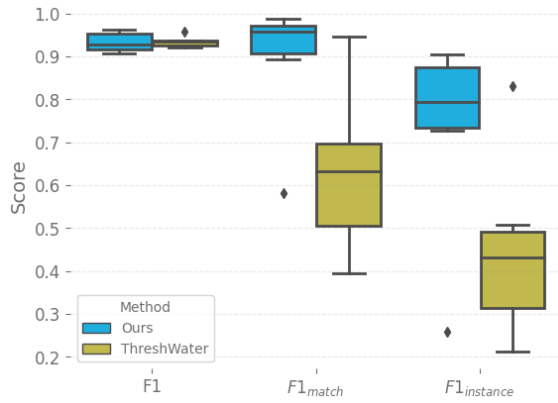 1.0
0.9
0.8
0.7
0.6
0.5
0.4
0.3
0.2
Score
Method
Ours
ThreshWater
F1
F1match
F1instance